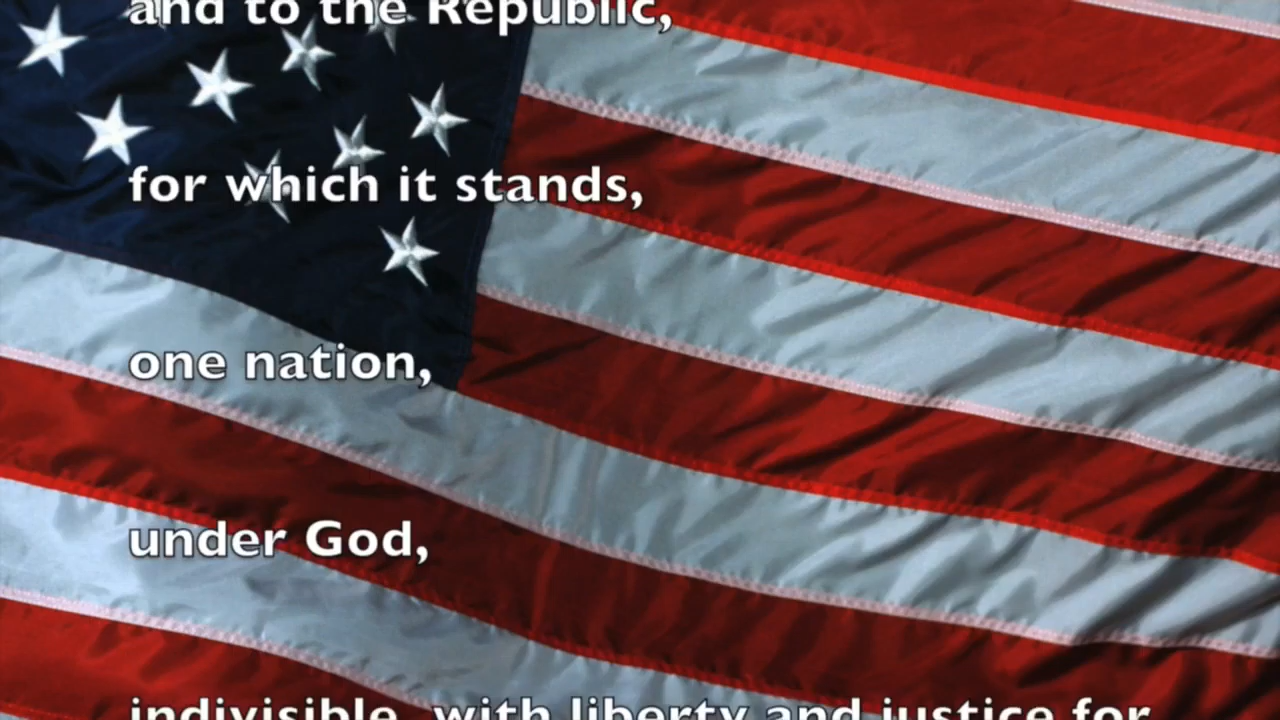 and to the Republic,
for which it stands,
one nation,
under God,
indivisible, with liberty and justice for